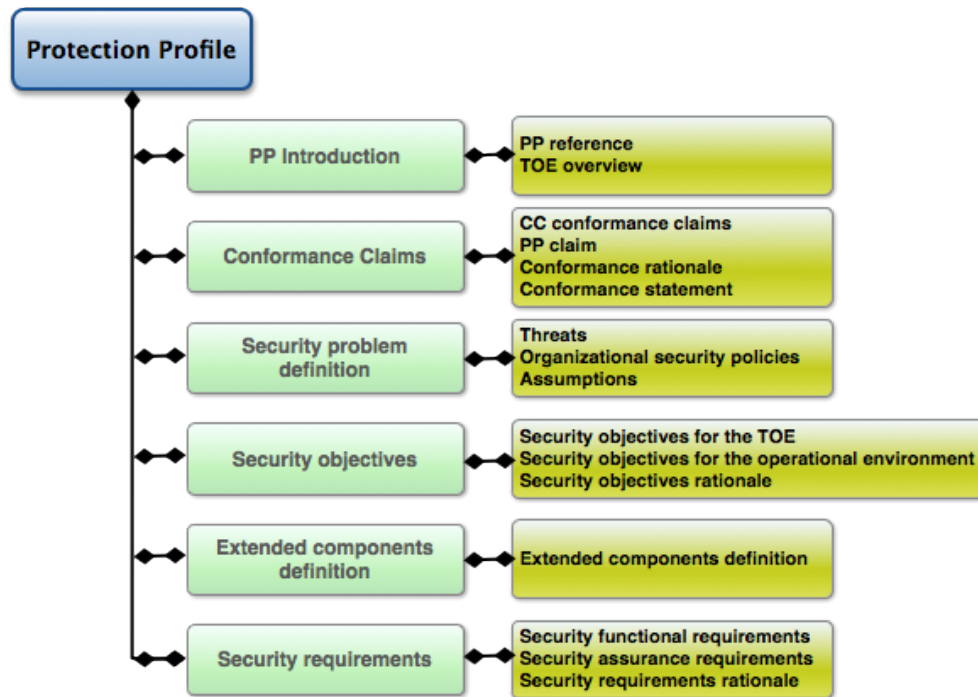 Protection Profile
PP Introduction
PP reference
TOE overview
Conformance Claims
CC conformance claims
PP claim
Conformance rationale
Conformance statement
Security problem
definition
Threats
Organizational security policies
Assumptions
Security objectives
Security objectives for the TOE
Security objectives for the operational environment
Security objectives rationale
Extended components
definition
Extended components definition
Security requirements
Security functional requirements
Security assurance requirements
Security requirements rationale